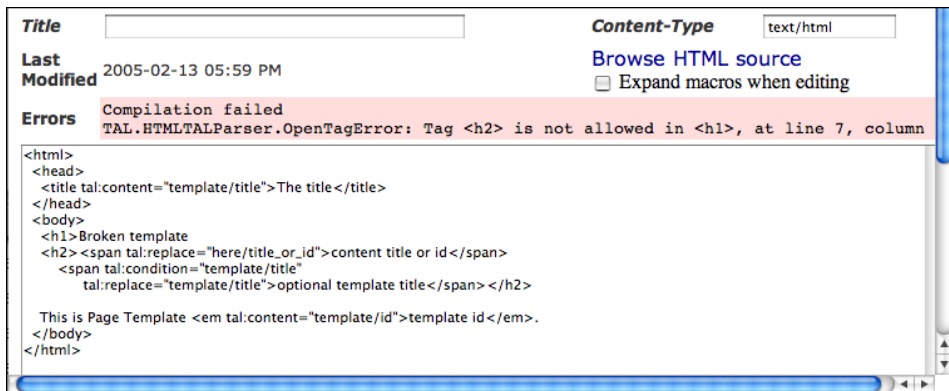 Title Content-Type text/html
Last Modified 2005-02-13 05:59 PM Browse HTML source
Expand macros when editing
Errors Compilation failed
TAL.HTMLTALParser.OpenTagError: Tag <h2> is not allowed in <h1>, at line 7, column
<html>
<head>
<title tal:content="template/title">The title</title>
</head>
<body>
<h1>Broken template
<h2><span tal:replace="here/title_or_id">content title or id</span>
<span tal:condition="template/title"
tal:replace="template/title">optional template title</span></h2>
This is Page Template <em tal:content="template/id">template id</em>.
</body>
</html>